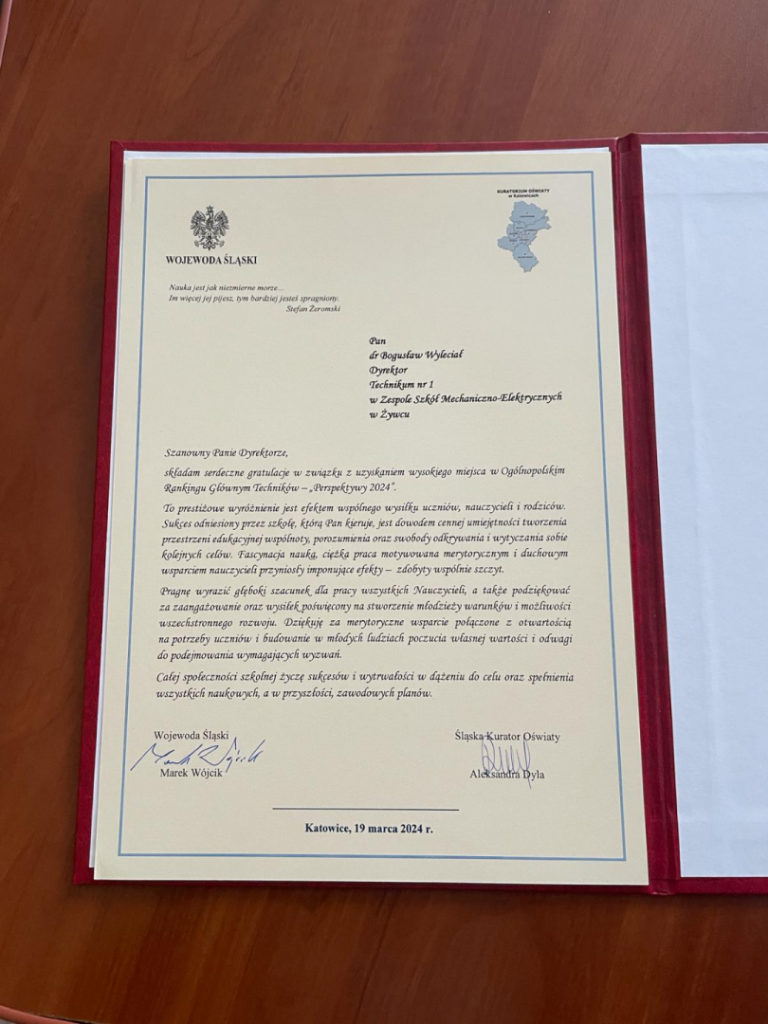 KURATORIUM OŚWIATY
w Katowicach
WOJEWODA ŚLĄSKI
Nauka jest jak niezmierne morze...
Im więcej jej pijesz, tym bardziej jesteś spragniony.
Stefan Żeromski
Pan
dr Bogusław Wyleciał
Dyrektor
Technikum nr 1
w Zespole Szkół Mechaniczno-Elektrycznych
w Żywcu
Szanowny Panie Dyrektorze,
składam serdeczne gratulacje w związku z uzyskaniem wysokiego miejsca w Ogólnopolskim
Rankingu Głównym Techników – „Perspektywy 2024".
To prestiżowe wyróżnienie jest efektem wspólnego wysiłku uczniów, nauczycieli i rodziców.
Sukces odniesiony przez szkołę, którą Pan kieruje, jest dowodem cennej umiejętności tworzenia
przestrzeni edukacyjnej wspólnoty, porozumienia oraz swobody odkrywania i wytyczania sobie
kolejnych celów. Fascynacja nauką, ciężka praca motywowana merytorycznym i duchowym
wsparciem nauczycieli przyniosły imponujące efekty – zdobyty wspólnie szczyt.
Pragnę wyrazić głęboki szacunek dla pracy wszystkich Nauczycieli, a także podziękować
za zaangażowanie oraz wysiłek poświęcony na stworzenie młodzieży warunków i możliwości
wszechstronnego rozwoju. Dziękuję za merytoryczne wsparcie połączone z otwartością
na potrzeby uczniów i budowanie w młodych ludziach poczucia własnej wartości i odwagi
do podejmowania wymagających wyzwań.
Całej społeczności szkolnej życzę sukcesów i wytrwałości w dążeniu do celu oraz spełnienia
wszystkich naukowych, a w przyszłości, zawodowych planów.
Wojewoda Śląski
Marek Wójcik
Marek Wójcik
Śląska Kurator Oświaty
Aleksandra Dyla
Katowice, 19 marca 2024 r.